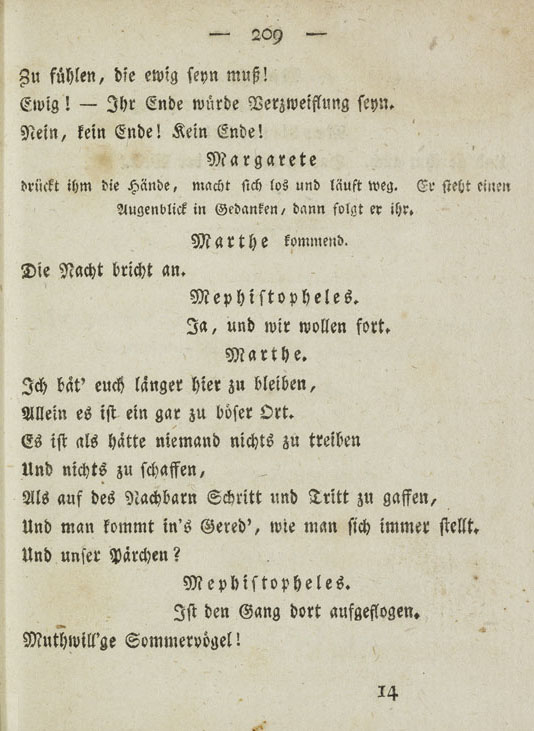 — 209 —
Zu fühlen, die ewig seyn muß!
Ewig! — Ihr Ende würde Verzweiflung seyn.
Nein, kein Ende! Kein Ende!
Margarete
drückt ihm die Hände, macht sich los und läuft weg. Er steht einen
Augenblick in Gedanken, dann folgt er ihr.
Marthe kommend.
Die Nacht bricht an.
Mephistopheles.
Ja, und wir wollen fort.
Marthe.
Ich bät' euch länger hier zu bleiben,
Allein es ist ein gar zu böser Ort.
Es ist als hätte niemand nichts zu treiben
Und nichts zu schaffen,
Als auf des Nachbarn Schritt und Tritt zu gaffen,
Und man kommt in's Gered', wie man sich immer stellt.
Und unser Pärchen?
Mephistopheles.
Ist den Gang dort aufgeflogen.
Muthwill'ge Sommervögel!
14